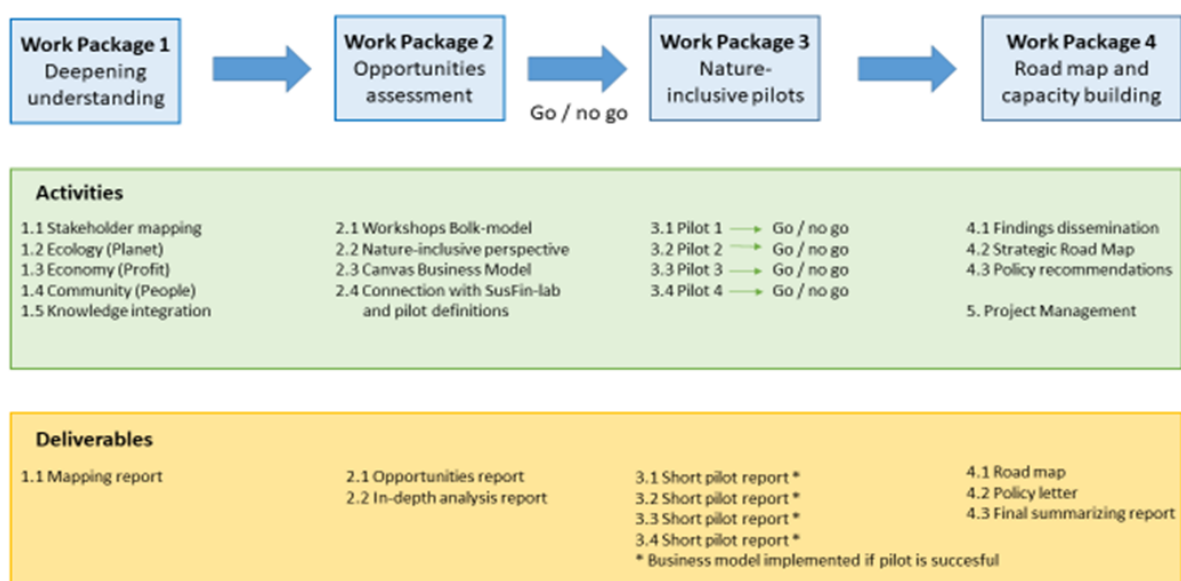 Work Package 1
Deepening
understanding
Work Package 2
Opportunities
assessment
Go / no go
Work Package 3
Nature-
inclusive pilots
Work Package 4
Road map and
capacity building
Activities
1.1 Stakeholder mapping
1.2 Ecology (Planet)
1.3 Economy (Profit)
1.4 Community (People)
1.5 Knowledge integration
2.1 Workshops Bolk-model
2.2 Nature-inclusive perspective
2.3 Canvas Business Model
2.4 Connection with SusFin-lab
and pilot definitions
3.1 Pilot 1 Go / no go
3.2 Pilot 2 Go / no go
3.3 Pilot 3 Go / no go
3.4 Pilot 4 Go / no go
4.1 Findings dissemination
4.2 Strategic Road Map
4.3 Policy recommendations
5. Project Management
Deliverables
1.1 Mapping report
2.1 Opportunities report
2.2 In-depth analysis report
3.1 Short pilot report *
3.2 Short pilot report *
3.3 Short pilot report *
3.4 Short pilot report *
* Business model implemented if pilot is succesful
4.1 Road map
4.2 Policy letter
4.3 Final summarizing report